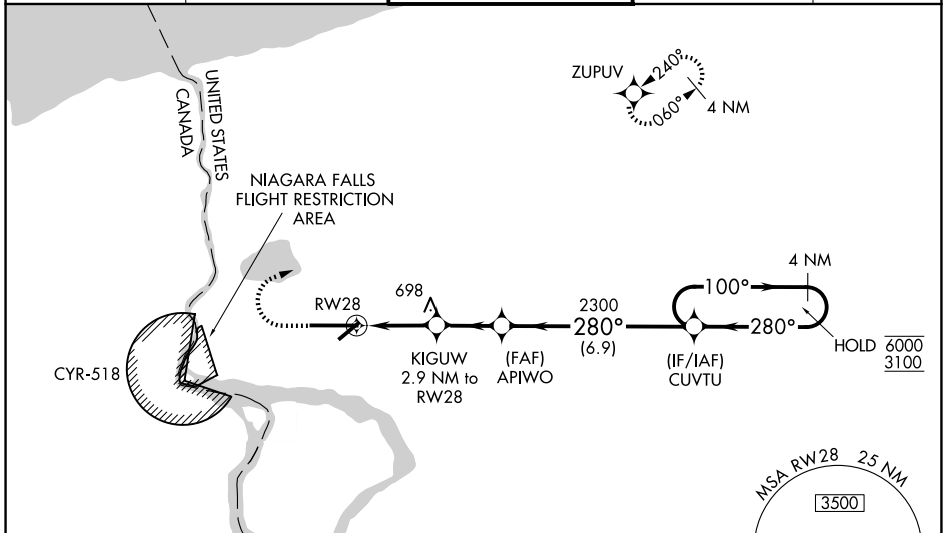 UNITED STATES
CANADA
ZUPUV
240°
060°
4 NM
NIAGARA FALLS
FLIGHT RESTRICTION
AREA
4 NM
RW28
698
2300
100°
280°
280°
(6.9)
HOLD
6000
3100
CYR-518
KIGUW
2.9 NM to
RW28
(FAF)
APIWO
(IF/IAF)
CUVTU
MSA RW28 25 NM
3500